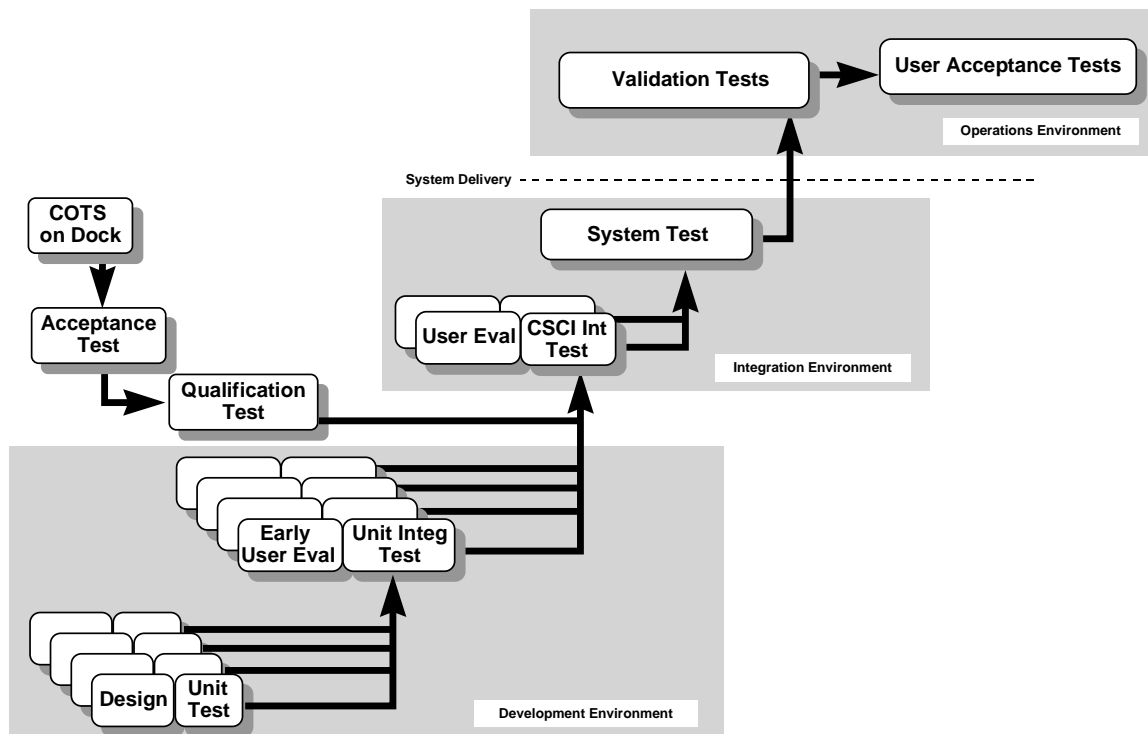 Validation Tests
User Acceptance Tests
Operations Environment
System Delivery
COTS
on Dock
System Test
Acceptance
Test
User Eval
CSCI Int
Test
Integration Environment
Qualification
Test
Early
User Eval
Unit Integ
Test
Design
Unit
Test
Development Environment